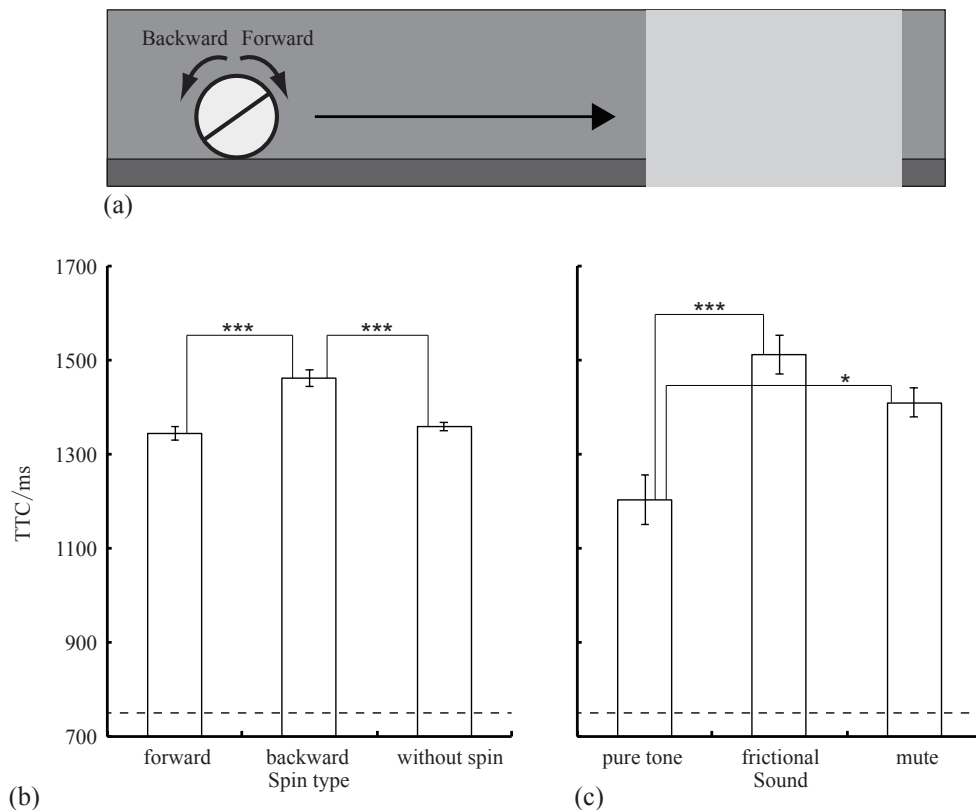 Backward Forward
(a)
1700
1500
1300
1100
900
700
TTC/ms
*** ***
forward backward without spin
Spin type
(b)
***
*
pure tone frictional mute
Sound
(c)